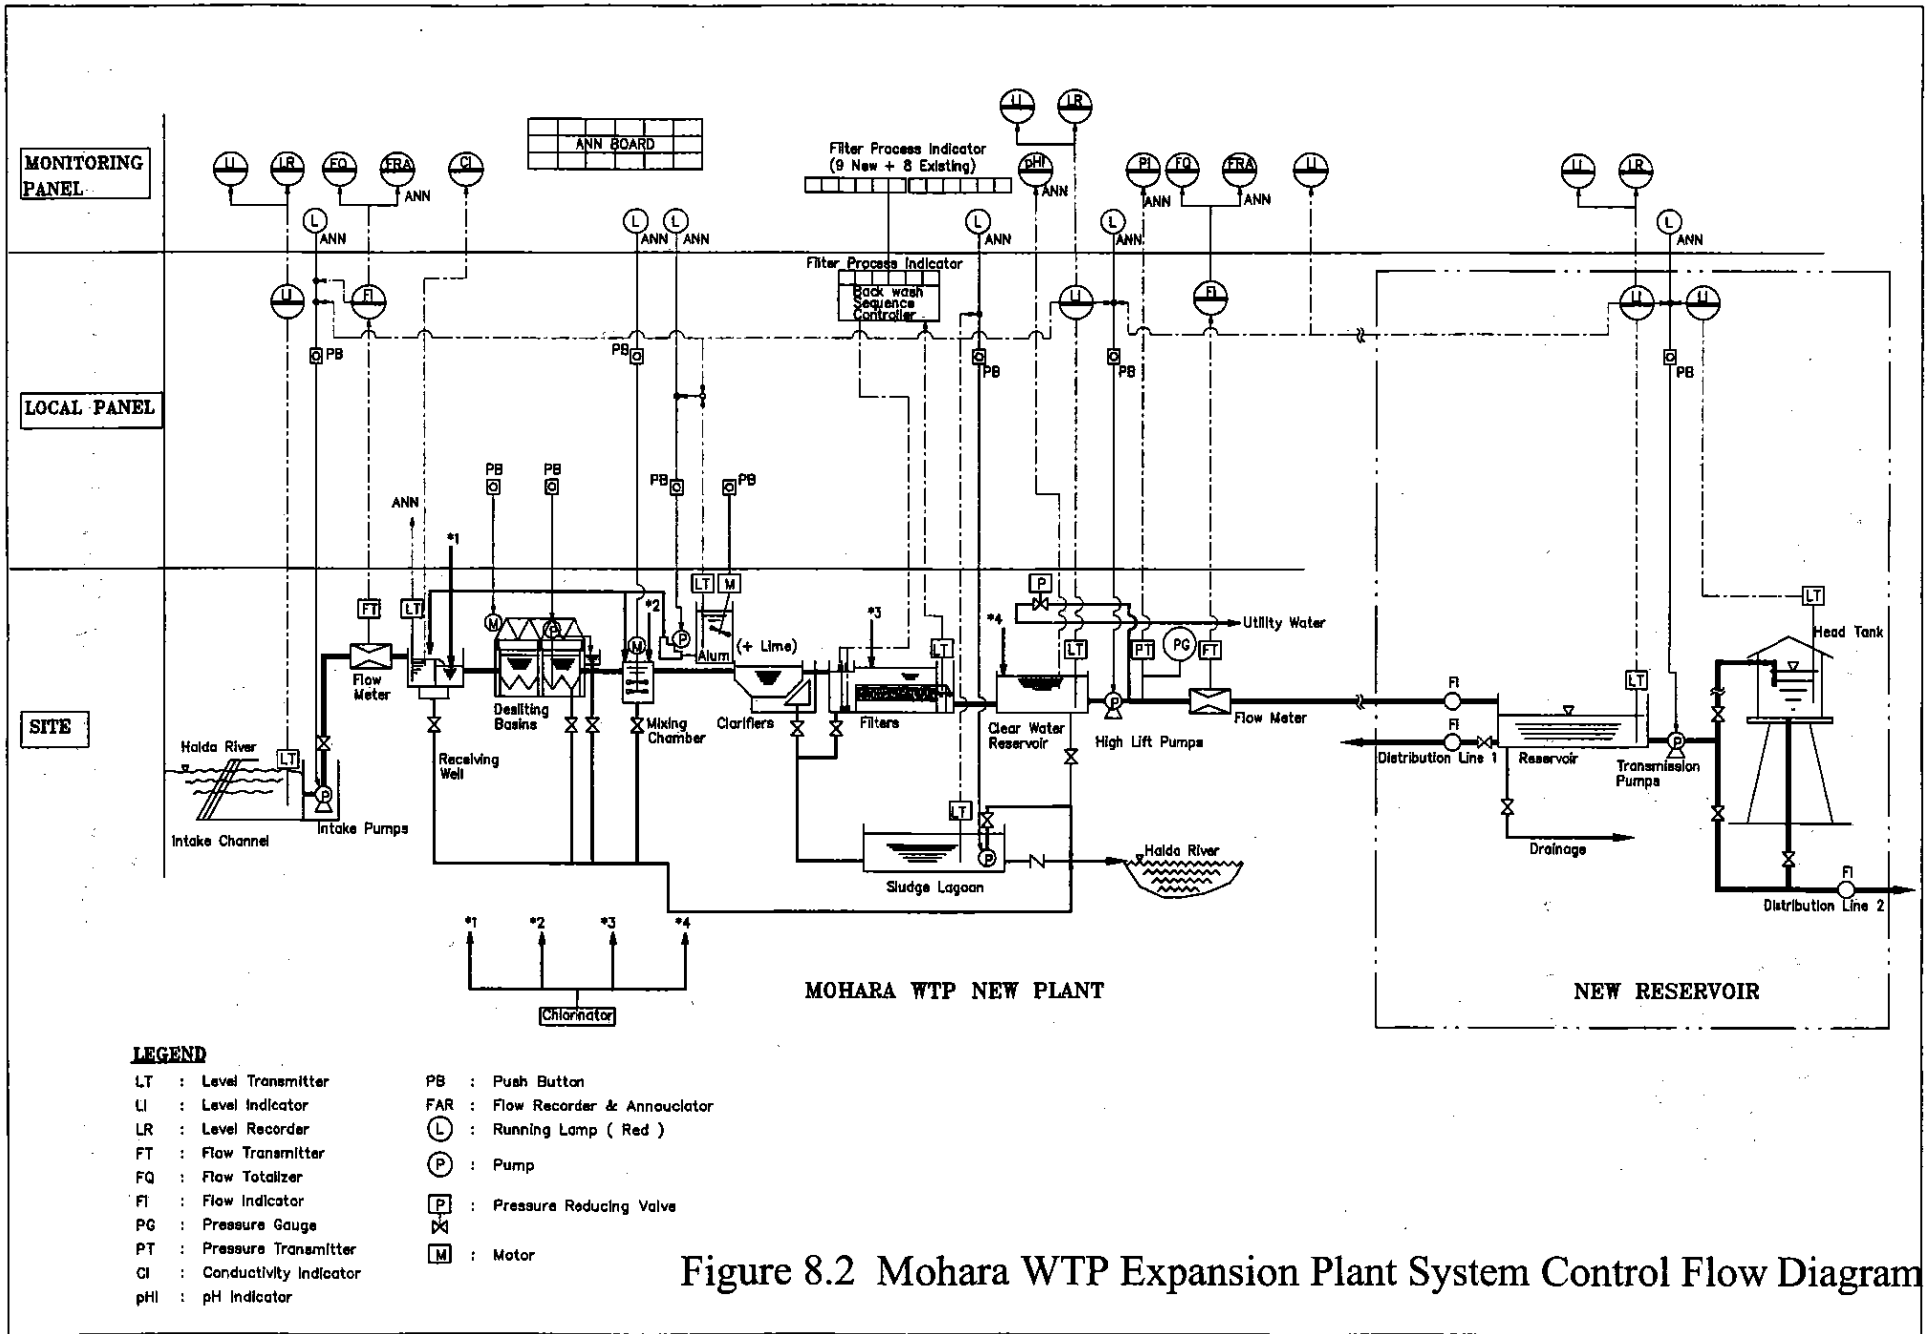 LI
LR
MONITORING
PANEL
LI
LR
FQ
FRA
CI
ANN BOARD
Filter Process Indicator
(9 New + 8 Existing)
pHI
PI
FQ
FRA
LI
LI
LR
ANN
ANN
ANN
ANN
L
ANN
L
ANN
L
ANN
L
ANN
L
ANN
L
ANN
Filter Process Indicator
Back wash
Sequence
Controller
LI
FI
LI
FI
LI
LI
PB
PB
PB
PB
PB
LOCAL PANEL
PB
PB
PB
PB
ANN
*1
FT
LT
*2
LT
M
P
*3
*4
Utility Water
LT
M
P
M
P
Alum
(+ Lime)
LT
LT
PT
PG
FT
Head Tank
SITE
Flow
Meter
Desilting
Basins
Mixing
Chamber
Clarifiers
Filters
Clear Water
Reservoir
P
High Lift Pumps
Flow Meter
FI
FI
LT
P
Distribution Line 1
Reservoir
Transmission
Pumps
Halda River
LT
P
Receiving
Well
Intake Pumps
Intake Channel
LT
P
Sludge Lagoon
Halda River
Drainage
FI
Distribution Line 2
*1
*2
*3
*4
Chlorinator
MOHARA WTP NEW PLANT
NEW RESERVOIR
LEGEND
LT : Level Transmitter
LI : Level Indicator
LR : Level Recorder
FT : Flow Transmitter
FQ : Flow Totalizer
FI : Flow Indicator
PG : Pressure Gauge
PT : Pressure Transmitter
CI : Conductivity Indicator
pHI : pH Indicator
PB : Push Button
FAR : Flow Recorder & Annouciator
L : Running Lamp ( Red )
P : Pump
P : Pressure Reducing Valve
M : Motor
Figure 8.2 Mohara WTP Expansion Plant System Control Flow Diagram